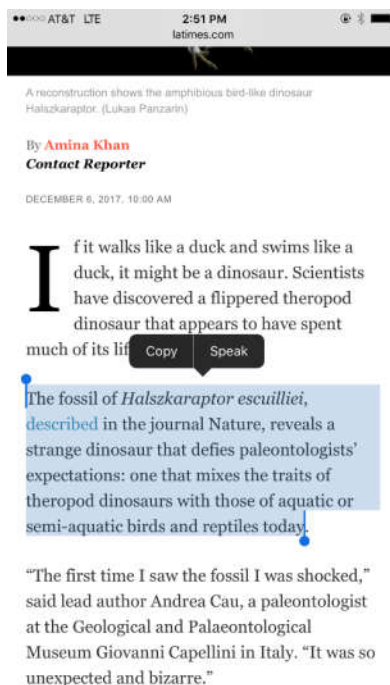 AT&T LTE 2:51 PM
latimes.com
A reconstruction shows the amphibious bird-like dinosaur
Halszkaraptor. (Lukas Panzarin)
By Amina Khan
Contact Reporter
DECEMBER 6, 2017, 10:00 AM
If it walks like a duck and swims like a
duck, it might be a dinosaur. Scientists
have discovered a flippered theropod
dinosaur that appears to have spent
much of its lif
Copy Speak
The fossil of Halszkaraptor escuilliei,
described in the journal Nature, reveals a
strange dinosaur that defies paleontologists’
expectations: one that mixes the traits of
theropod dinosaurs with those of aquatic or
semi-aquatic birds and reptiles today.
“The first time I saw the fossil I was shocked,”
said lead author Andrea Cau, a paleontologist
at the Geological and Palaeontological
Museum Giovanni Capellini in Italy. “It was so
unexpected and bizarre.”